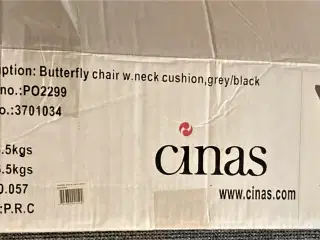 ption: Butterfly chair w.neck cushion,grey/black
no.:PO2299
o.:3701034
.5kgs
.5kgs
0.057
:P.R.C
cinas
www.cinas.com